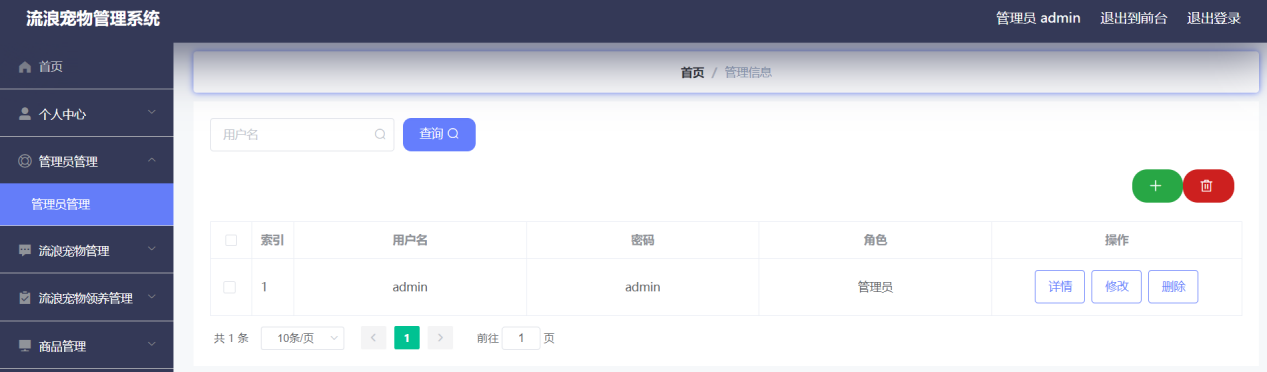 流浪宠物管理系统
管理员 admin 退出到前台 退出登录
首页
首页 / 管理信息
个人中心
用户名 查询
管理员管理
管理员管理
索引 用户名 密码 角色 操作
流浪宠物管理
1 admin admin 管理员 详情 修改 删除
流浪宠物领养管理
共 1 条 10条/页 1 前往 1 页
商品管理